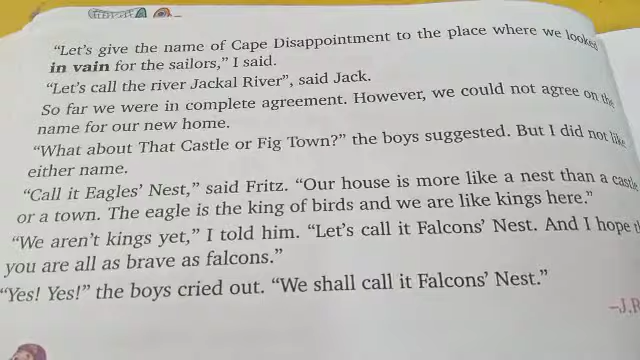 "Let's give the name of Cape Disappointment to the place where we looked
in vain for the sailors," I said.
"Let's call the river Jackal River", said Jack.
So far we were in complete agreement. However, we could not agree on the
name for our new home.
"What about That Castle or Fig Town?" the boys suggested. But I did not like
either name.
"Call it Eagles' Nest," said Fritz. "Our house is more like a nest than a castle
or a town. The eagle is the king of birds and we are like kings here."
"We aren't kings yet," I told him. "Let's call it Falcons' Nest. And I hope
you are all as brave as falcons."
"Yes! Yes!" the boys cried out. "We shall call it Falcons' Nest."
–J.R